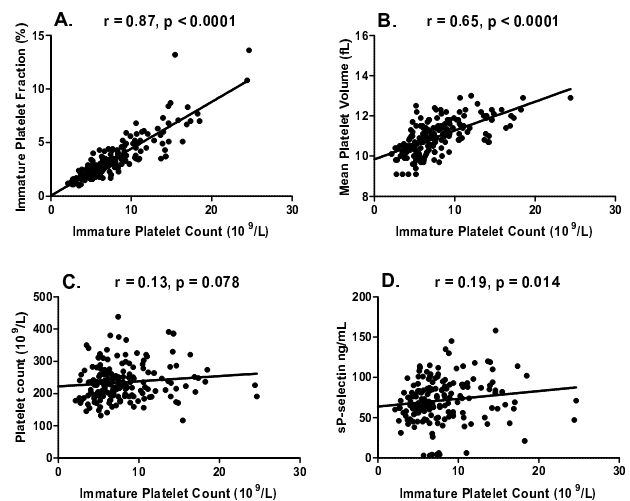 A. r = 0.87, p < 0.0001
Immature Platelet Fraction (%)
15
10
5
0
0 10 20 30
Immature Platelet Count (10 9/L)
B. r = 0.65, p < 0.0001
Mean Platelet Volume (fL)
16
14
12
10
8
0 10 20 30
Immature Platelet Count (10 9/L)
C. r = 0.13, p = 0.078
Platelet count (10 9/L)
500
400
300
200
100
0
0 10 20 30
Immature Platelet Count (10 9/L)
D. r = 0.19, p = 0.014
sP-selectin ng/mL
200
150
100
50
0
0 10 20 30
Immature Platelet Count (10 9/L)